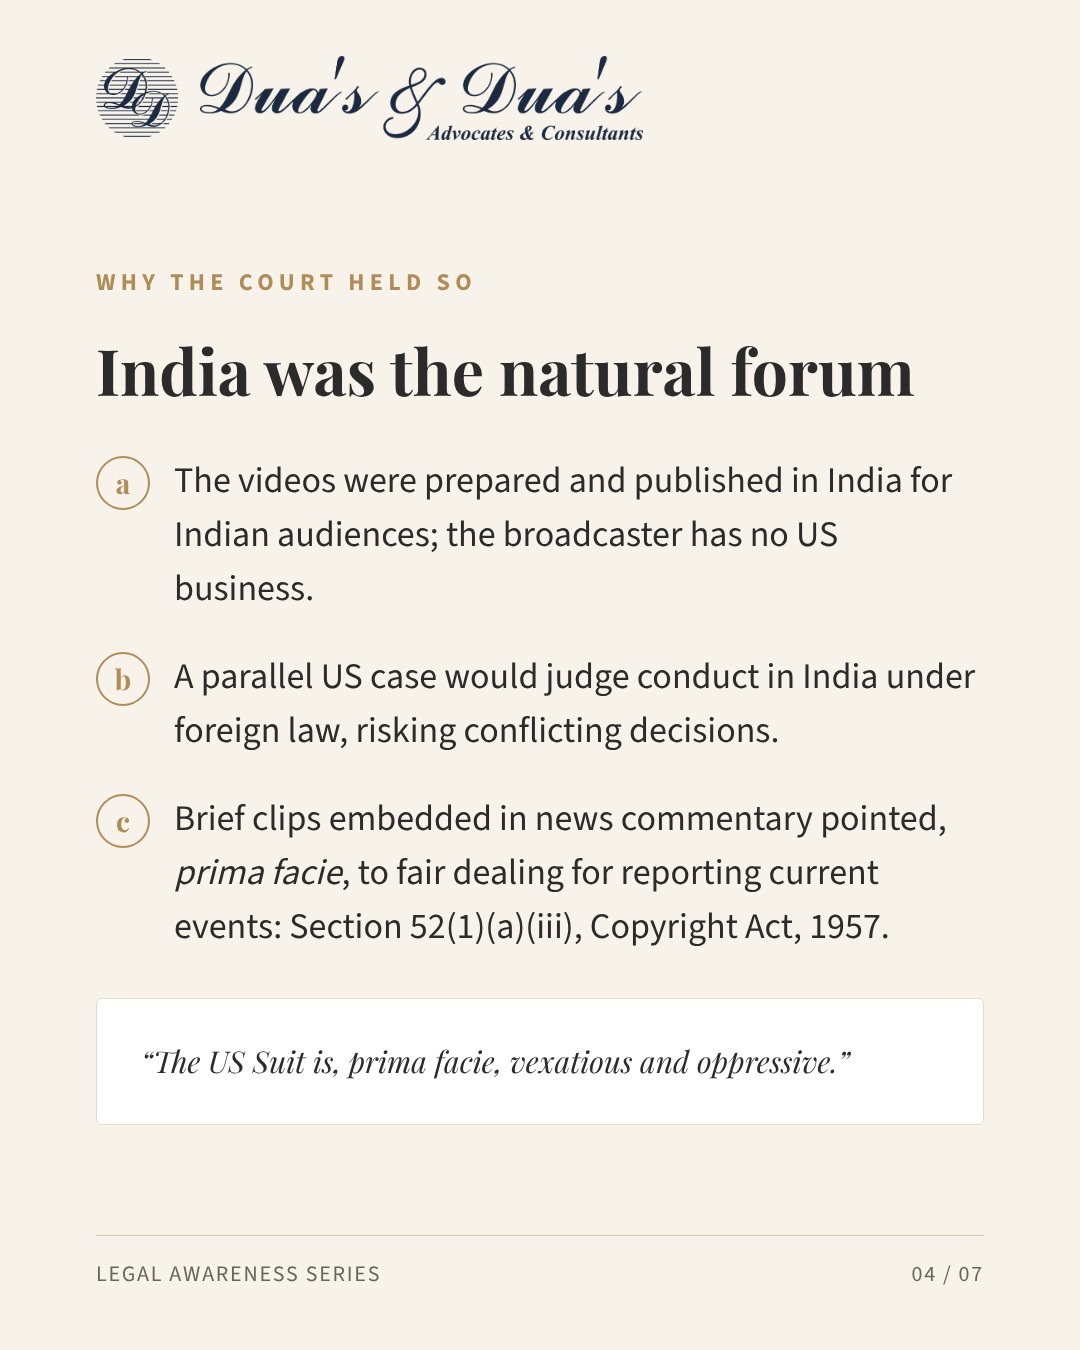 DD Dua's & Dua's
Advocates & Consultants
WHY THE COURT HELD SO
India was the natural forum
a The videos were prepared and published in India for
Indian audiences; the broadcaster has no US
business.
b A parallel US case would judge conduct in India under
foreign law, risking conflicting decisions.
c Brief clips embedded in news commentary pointed,
prima facie, to fair dealing for reporting current
events: Section 52(1)(a)(iii), Copyright Act, 1957.
“The US Suit is, prima facie, vexatious and oppressive.”
LEGAL AWARENESS SERIES 04 / 07